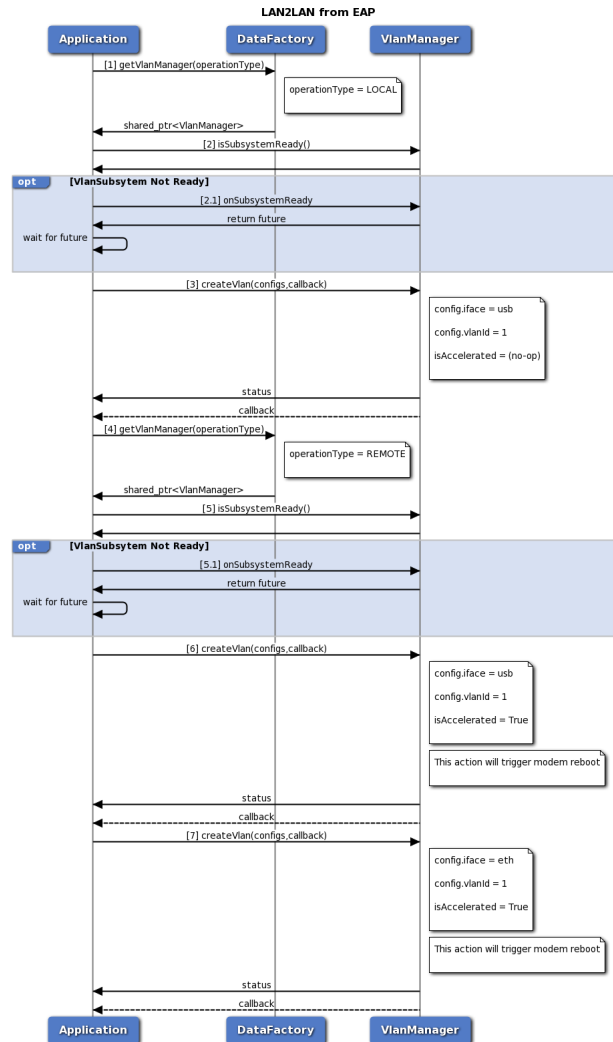 LAN2LAN from EAP
Application
DataFactory
VlanManager
[1] getVlanManager(operationType)
operationType = LOCAL
shared_ptr<VlanManager>
[2] isSubsystemReady()
opt
[VlanSubsytem Not Ready]
[2.1] onSubsystemReady
return future
wait for future
[3] createVlan(configs,callback)
config.iface = usb
config.vlanId = 1
isAccelerated = (no-op)
status
callback
[4] getVlanManager(operationType)
operationType = REMOTE
shared_ptr<VlanManager>
[5] isSubsystemReady()
opt
[VlanSubsytem Not Ready]
[5.1] onSubsystemReady
return future
wait for future
[6] createVlan(configs,callback)
config.iface = usb
config.vlanId = 1
isAccelerated = True
This action will trigger modem reboot
status
callback
[7] createVlan(configs,callback)
config.iface = eth
config.vlanId = 1
isAccelerated = True
This action will trigger modem reboot
status
callback
Application
DataFactory
VlanManager